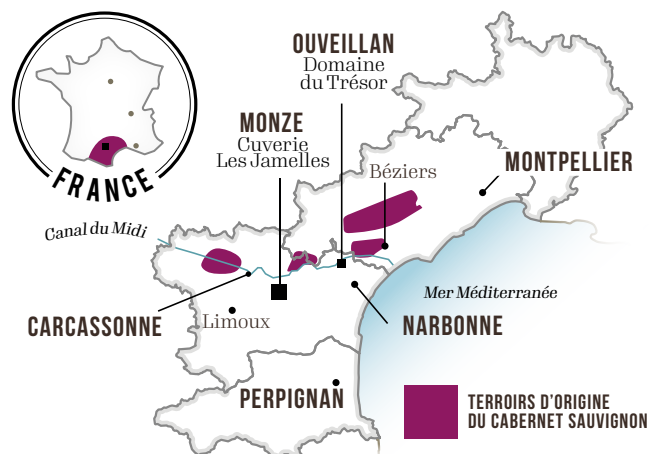 FRANCE
OUVEILLAN
Domaine
du Trésor
MONZE
Cuverie
Les Jamelles
Béziers
MONTPELLIER
Canal du Midi
Mer Méditerranée
CARCASSONNE
Limoux
NARBONNE
PERPIGNAN
TERROIRS D'ORIGINE
DU CABERNET SAUVIGNON